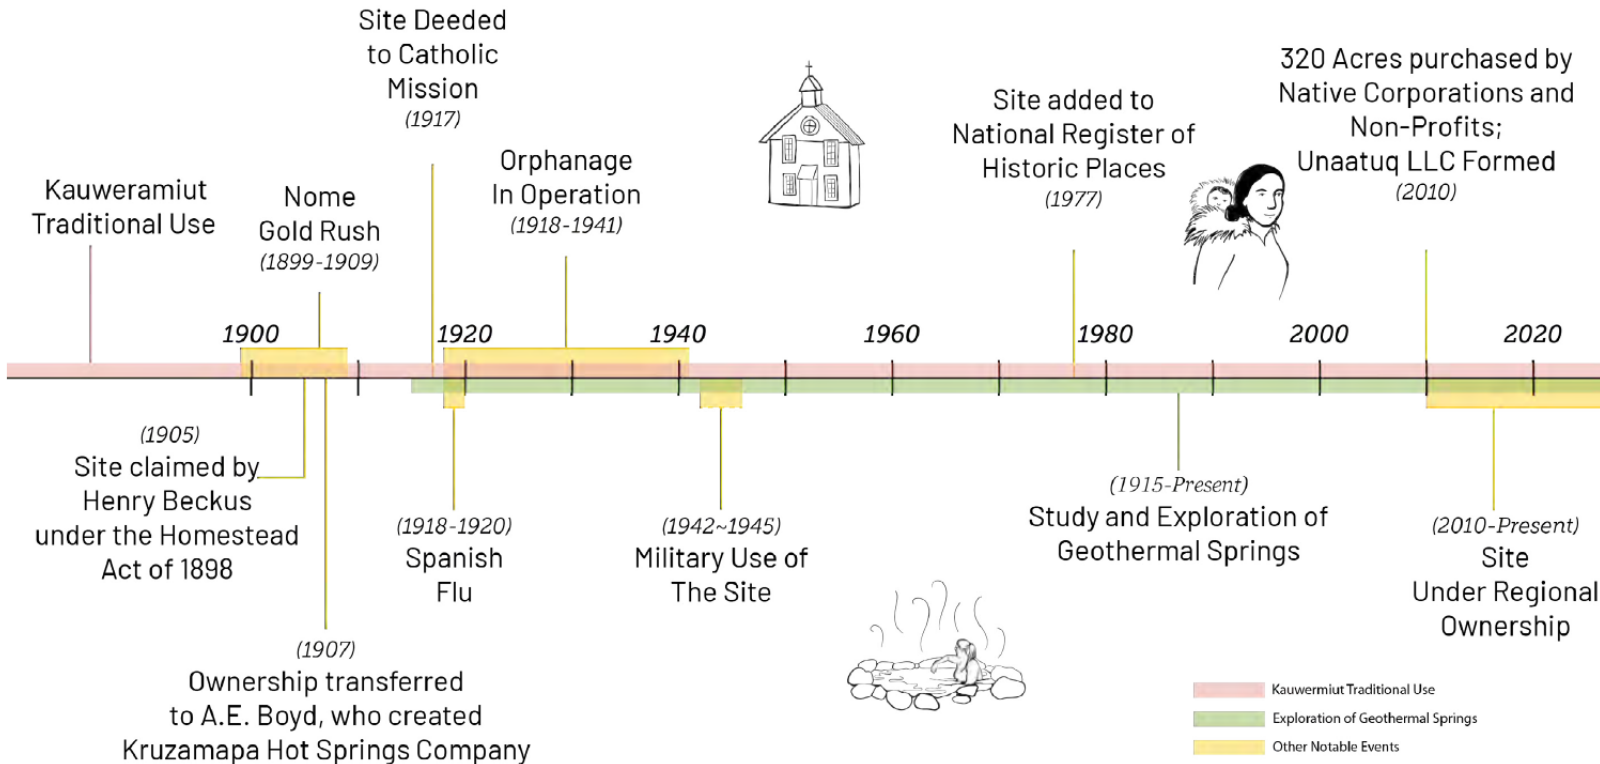 Site Deeded
to Catholic
Mission
(1917)
320 Acres purchased by
Native Corporations and
Non-Profits;
Unaatuq LLC Formed
(2010)
Site added to
National Register of
Historic Places
(1977)
Orphanage
In Operation
(1918-1941)
Kauweramiut
Traditional Use
Nome
Gold Rush
(1899-1909)
1900
1920
1940
1960
1980
2000
2020
(1905)
Site claimed by
Henry Beckus
under the Homestead
Act of 1898
(1907)
Ownership transferred
to A.E. Boyd, who created
Kruzamapa Hot Springs Company
(1918-1920)
Spanish
Flu
(1942~1945)
Military Use of
The Site
(1915-Present)
Study and Exploration of
Geothermal Springs
(2010-Present)
Site
Under Regional
Ownership
Kauwermiut Traditional Use
Exploration of Geothermal Springs
Other Notable Events